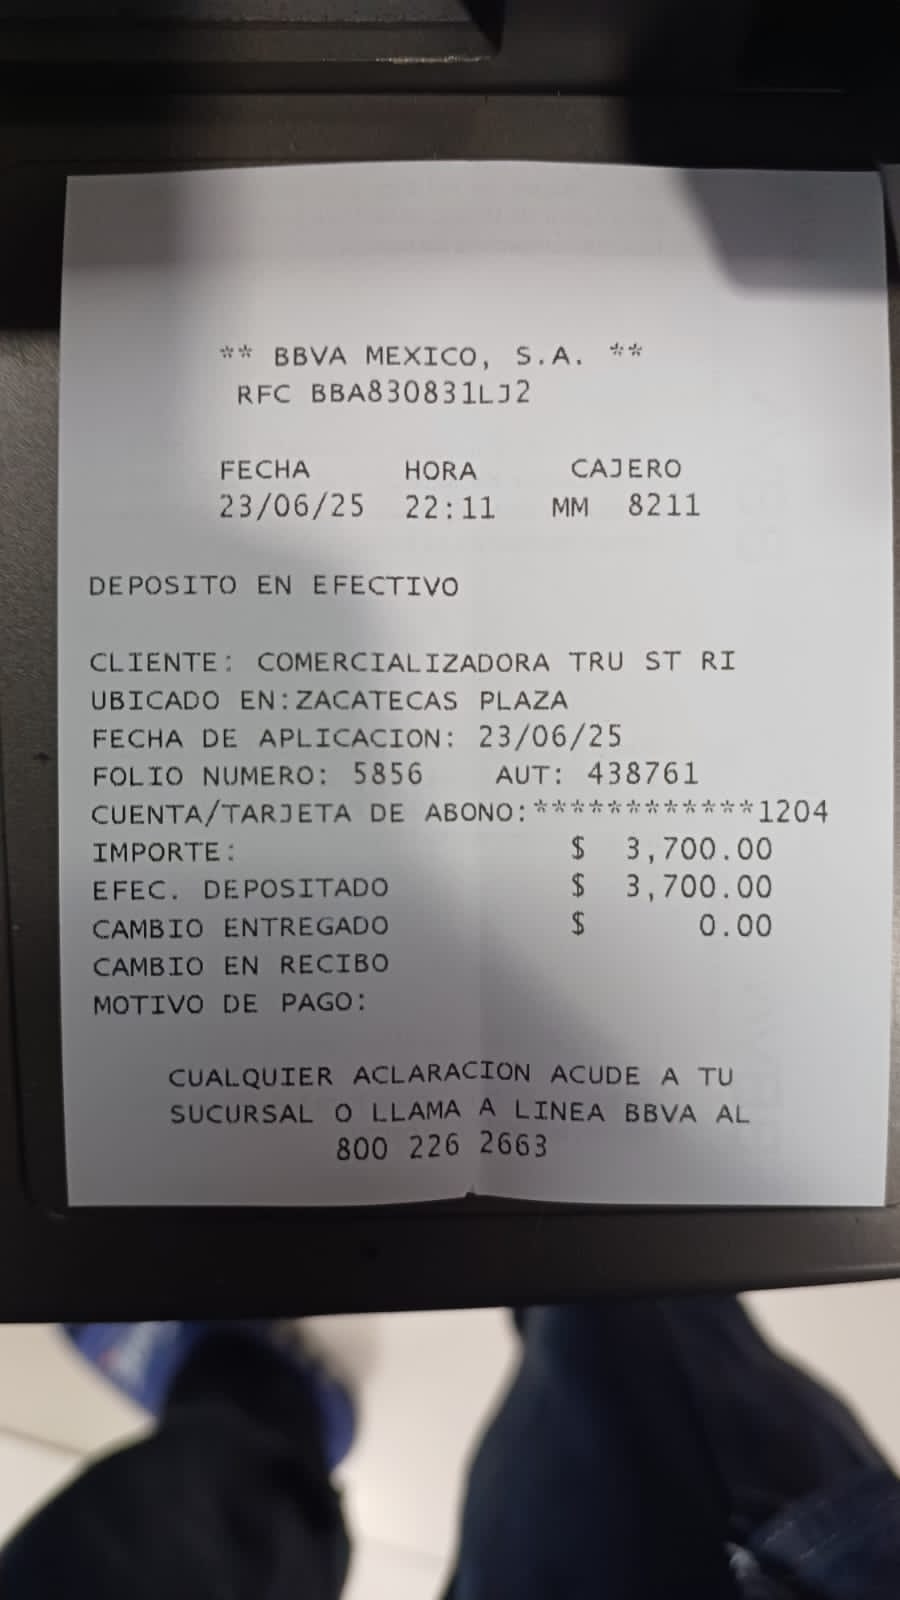 ** BBVA MEXICO, S.A. **
RFC BBA830831LJ2
FECHA HORA CAJERO
23/06/25 22:11 MM 8211
DEPOSITO EN EFECTIVO
CLIENTE: COMERCIALIZADORA TRU ST RI
UBICADO EN:ZACATECAS PLAZA
FECHA DE APLICACION: 23/06/25
FOLIO NUMERO: 5856 AUT: 438761
CUENTA/TARJETA DE ABONO:************1204
IMPORTE: $ 3,700.00
EFEC. DEPOSITADO $ 3,700.00
CAMBIO ENTREGADO $ 0.00
CAMBIO EN RECIBO
MOTIVO DE PAGO:
CUALQUIER ACLARACION ACUDE A TU
SUCURSAL O LLAMA A LINEA BBVA AL
800 226 2663